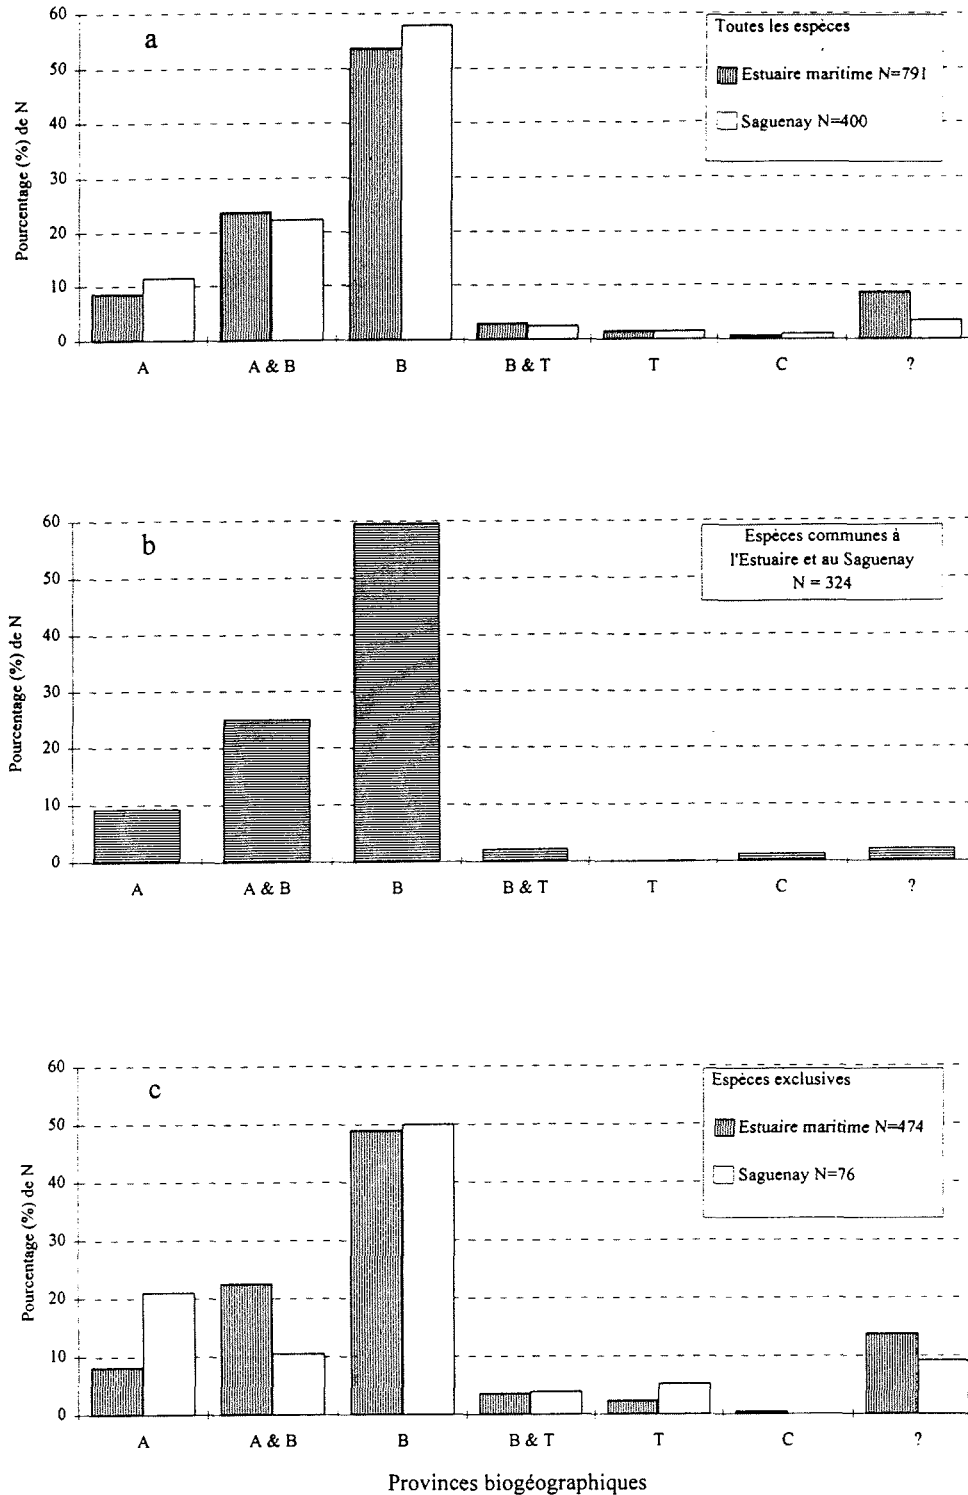 a
Toutes les espèces
Estuaire maritime N=791
Saguenay N=400
Pourcentage (%) de N
60
50
40
30
20
10
0
A
A & B
B
B & T
T
C
?
b
Espèces communes à
l'Estuaire et au Saguenay
N = 324
Pourcentage (%) de N
60
50
40
30
20
10
0
A
A & B
B
B & T
T
C
?
c
Espèces exclusives
Estuaire maritime N=474
Saguenay N=76
Pourcentage (%) de N
60
50
40
30
20
10
0
A
A & B
B
B & T
T
C
?
Provinces biogéographiques